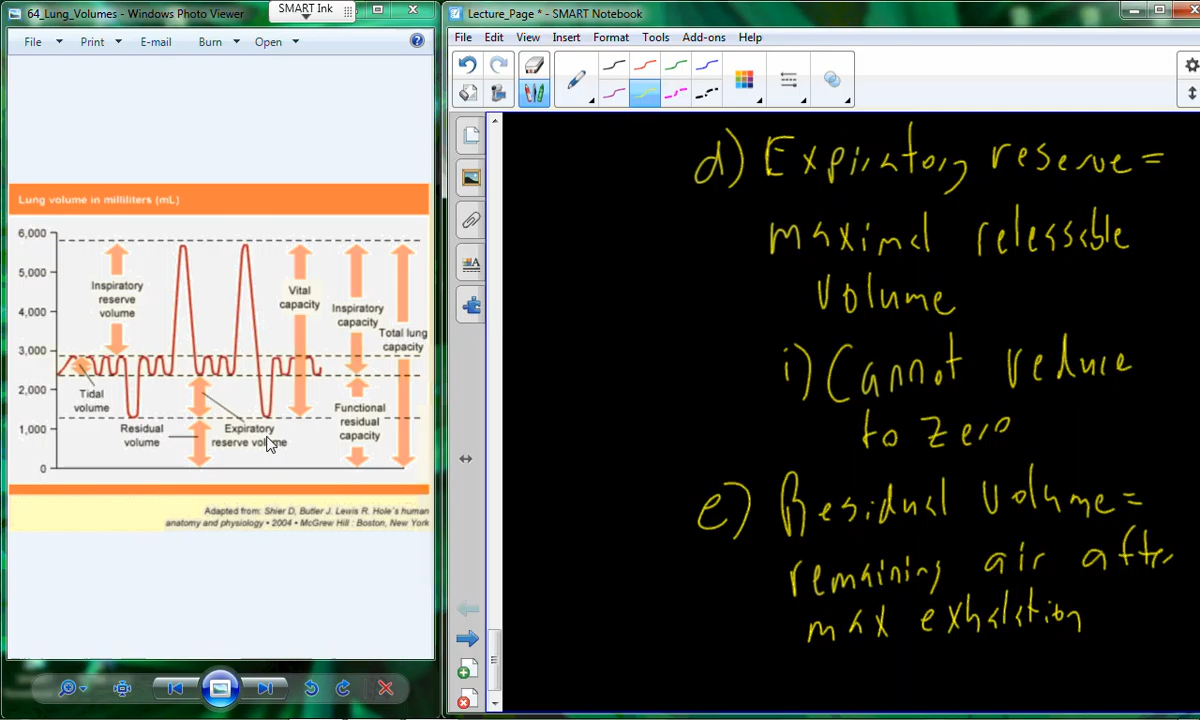 64_Lung_Volumes - Windows Photo Viewer
SMART Ink
File Print E-mail Burn Open
Lung volume in milliliters (mL)
6,000
5,000
4,000
3,000
2,000
1,000
0
Inspiratory
reserve
volume
Vital
capacity
Inspiratory
capacity
Total lung
capacity
Tidal
volume
Functional
residual
capacity
Residual
volume
Expiratory
reserve volume
Adapted from: Shier D, Butler J. Lewis R. Hole's human
anatomy and physiology • 2004 • McGrew Hill : Boston, New York
Lecture_Page * - SMART Notebook
File Edit View Insert Format Tools Add-ons Help
d) Expiratory reserve =
maximal releasable
volume
i) Cannot reduce
to zero
e) Residual volume =
remaining air after
max exhalation